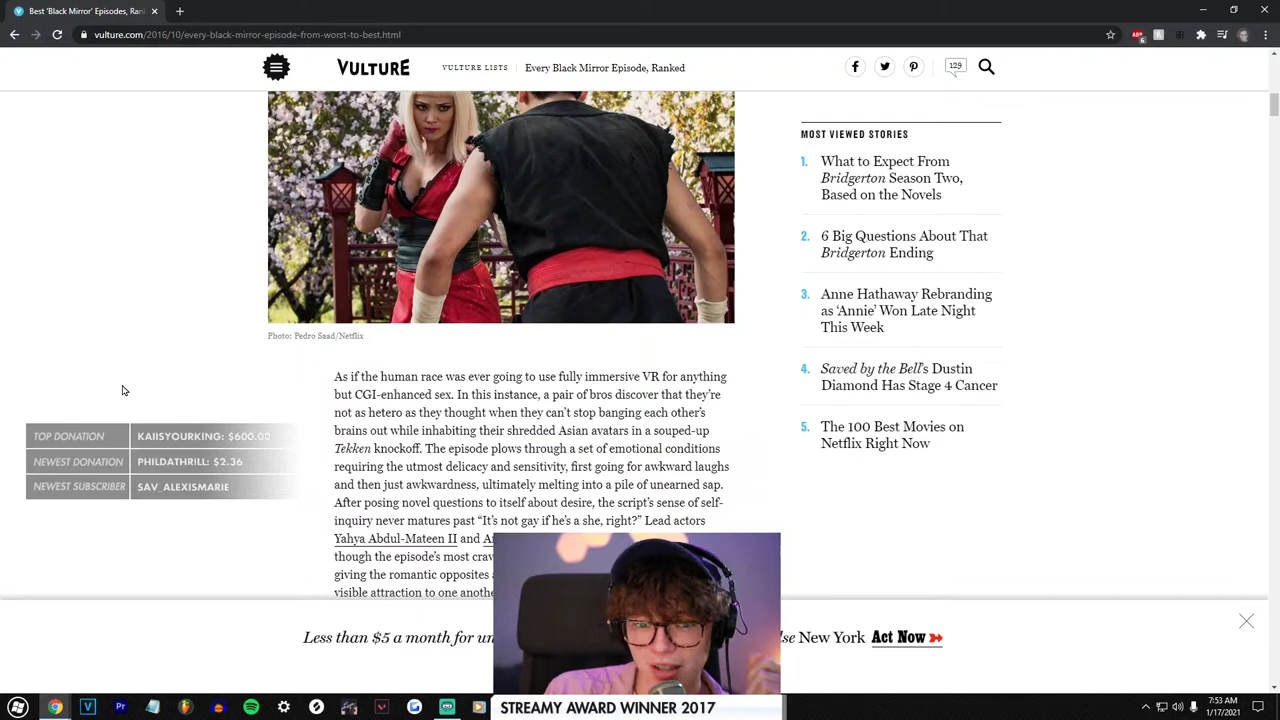 Best 'Black Mirror' Episodes, Ranki
vulture.com/2016/10/every-black-mirror-episode-from-worst-to-best.html
VULTURE
VULTURE LISTS
Every Black Mirror Episode, Ranked
129
Photo: Pedro Saad/Netflix
As if the human race was ever going to use fully immersive VR for anything
but CGI-enhanced sex. In this instance, a pair of bros discover that they're
not as hetero as they thought when they can't stop banging each other's
brains out while inhabiting their shredded Asian avatars in a souped-up
Tekken knockoff. The episode plows through a set of emotional conditions
requiring the utmost delicacy and sensitivity, first going for awkward laughs
and then just awkwardness, ultimately melting into a pile of unearned sap.
After posing novel questions to itself about desire, the script's sense of self-
inquiry never matures past "It's not gay if he's a she, right?" Lead actors
Yahya Abdul-Mateen II and
though the episode's most
giving the romantic opposites
visible attraction to one
MOST VIEWED STORIES
1. What to Expect From
Bridgerton Season Two,
Based on the Novels
2. 6 Big Questions About That
Bridgerton Ending
3. Anne Hathaway Rebranding
as 'Annie' Won Late Night
This Week
4. Saved by the Bell's Dustin
Diamond Has Stage 4 Cancer
5. The 100 Best Movies on
Netflix Right Now
TOP DONATION KAIISYOURKING: $600.00
NEWEST DONATION PHILDATHRILL: $2.36
NEWEST SUBSCRIBER SAV_ALEXISMARIE
Less than $5 a month for
New York Act Now
STREAMY AWARD WINNER 2017
7:53 AM
1/17/2021